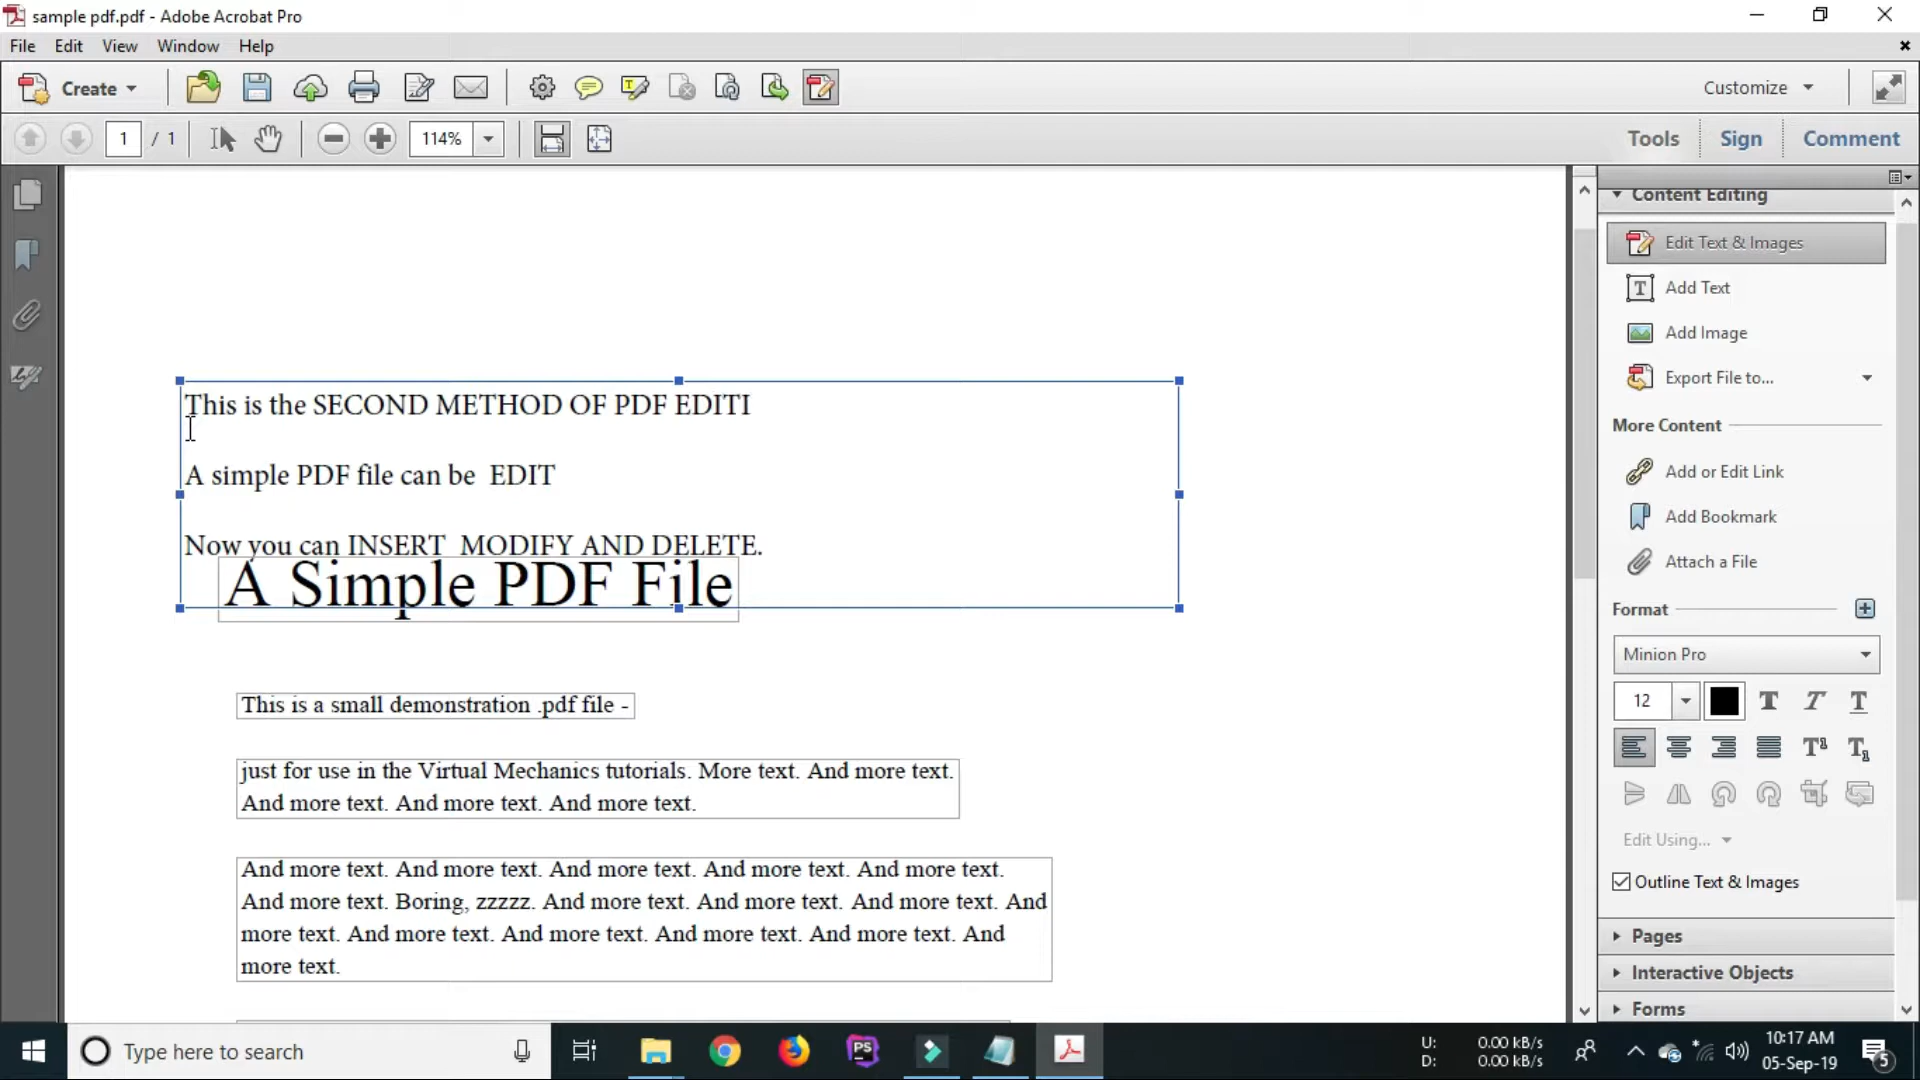 sample pdf.pdf - Adobe Acrobat Pro
File Edit View Window Help
Create Customize
1 / 1 114% Tools Sign Comment
Content Editing
Edit Text & Images
Add Text
Add Image
Export File to...
More Content
Add or Edit Link
Add Bookmark
Attach a File
Format
Minion Pro
12
Edit Using...
Outline Text & Images
Pages
Interactive Objects
Forms
This is the SECOND METHOD OF PDF EDITI
A simple PDF file can be  EDIT
Now you can INSERT  MODIFY AND DELETE.
A Simple PDF File
This is a small demonstration .pdf file -
just for use in the Virtual Mechanics tutorials. More text. And more text.
And more text. And more text. And more text.
And more text. And more text. And more text. And more text. And more text.
And more text. Boring, zzzzz. And more text. And more text. And more text. And
more text. And more text. And more text. And more text. And more text. And
more text.
Type here to search
PS
U: 0.00 kB/s
D: 0.00 kB/s
10:17 AM
05-Sep-19
5